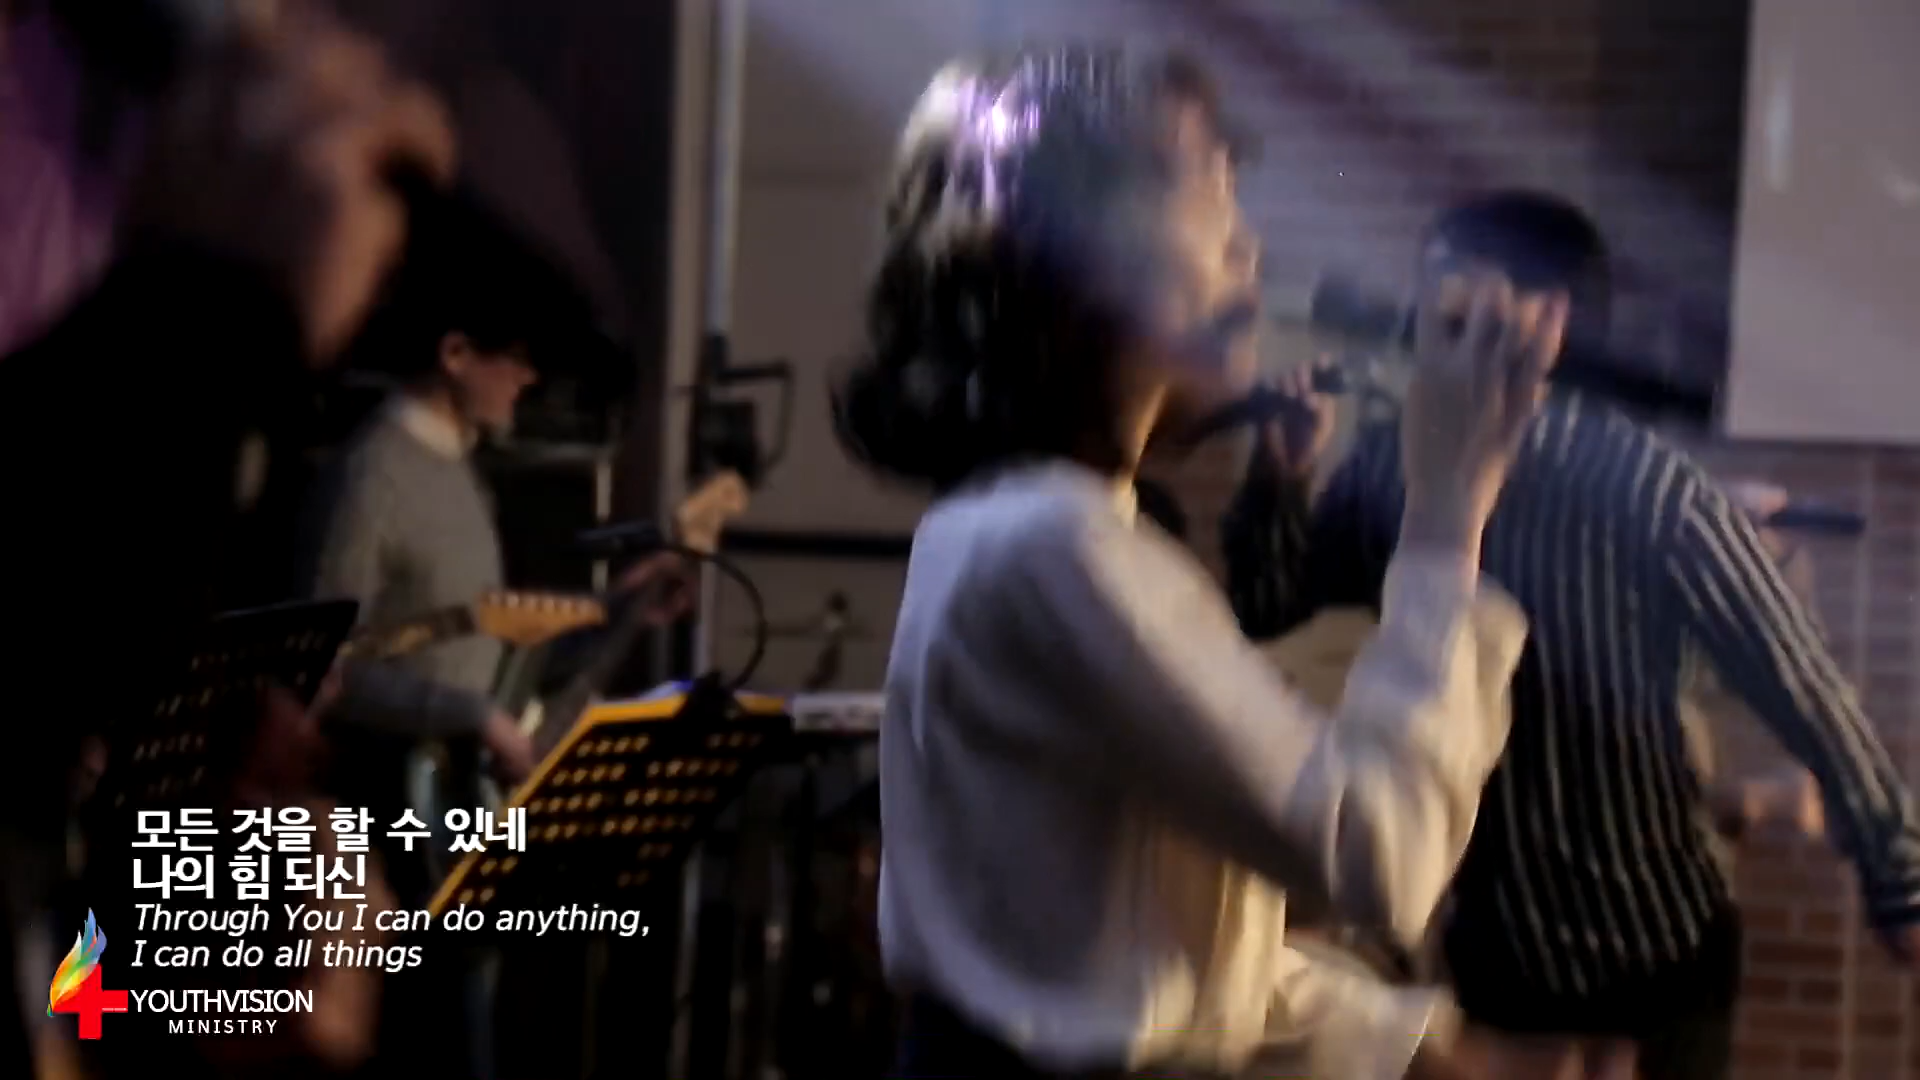 모든 것을 할 수 있네
나의 힘 되신
Through You I can do anything,
I can do all things
YOUTHVISION
MINISTRY